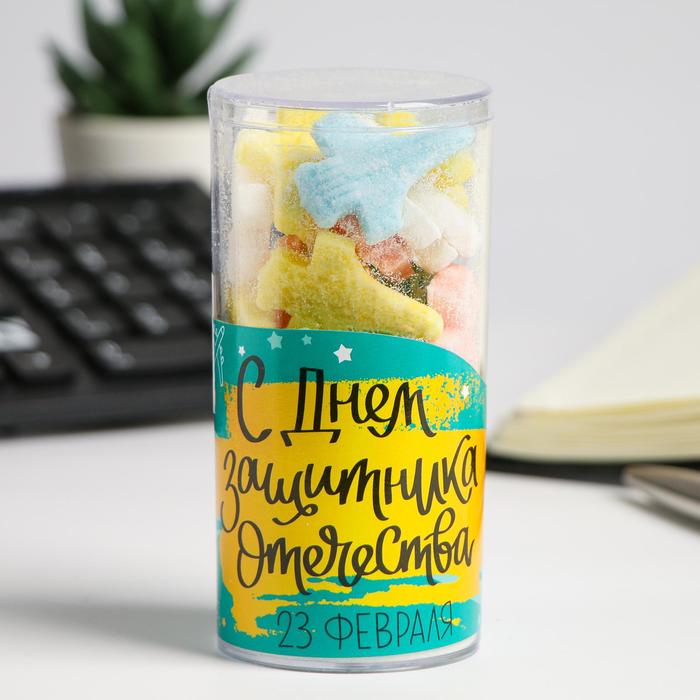 С Днем
защитника
Отечества
23 ФЕВРАЛЯ